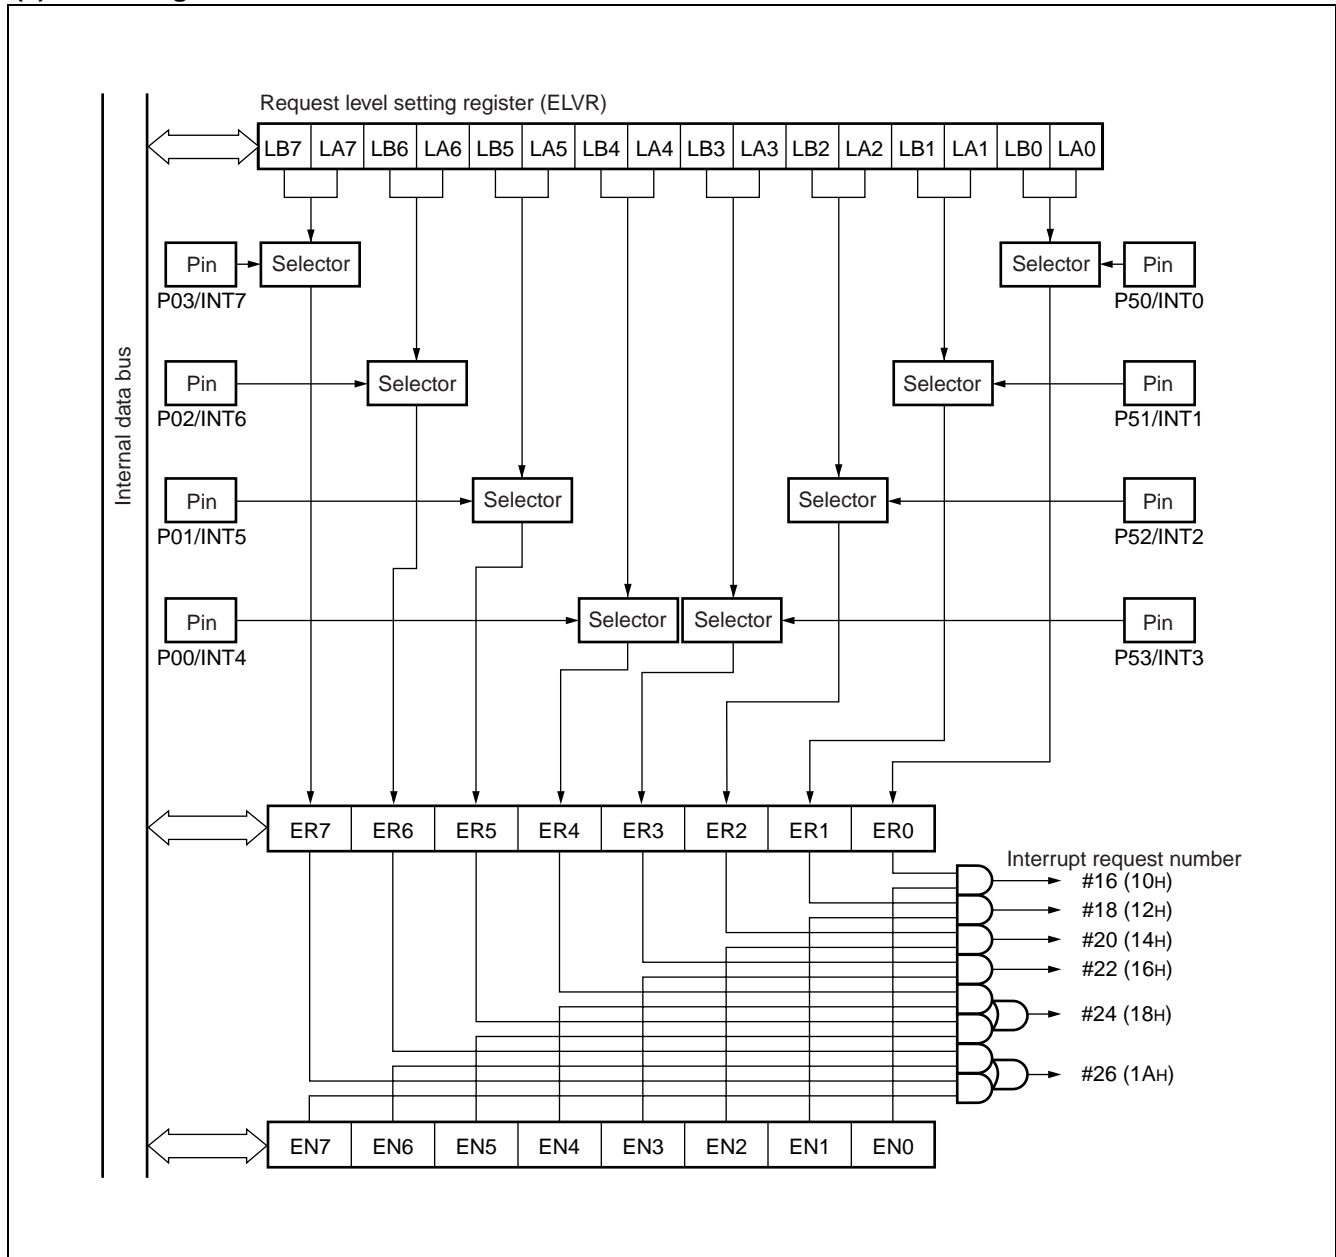 Request level setting register (ELVR)
LB7 LA7 LB6 LA6 LB5 LA5 LB4 LA4 LB3 LA3 LB2 LA2 LB1 LA1 LB0 LA0
Pin Selector Selector Pin
P03/INT7 P50/INT0
Internal data bus
Pin Selector Selector Pin
P02/INT6 P51/INT1
Pin Selector Selector Pin
P01/INT5 P52/INT2
Pin Selector Selector Pin
P00/INT4 P53/INT3
ER7 ER6 ER5 ER4 ER3 ER2 ER1 ER0
Interrupt request number
#16 (10H)
#18 (12H)
#20 (14H)
#22 (16H)
#24 (18H)
#26 (1AH)
EN7 EN6 EN5 EN4 EN3 EN2 EN1 EN0